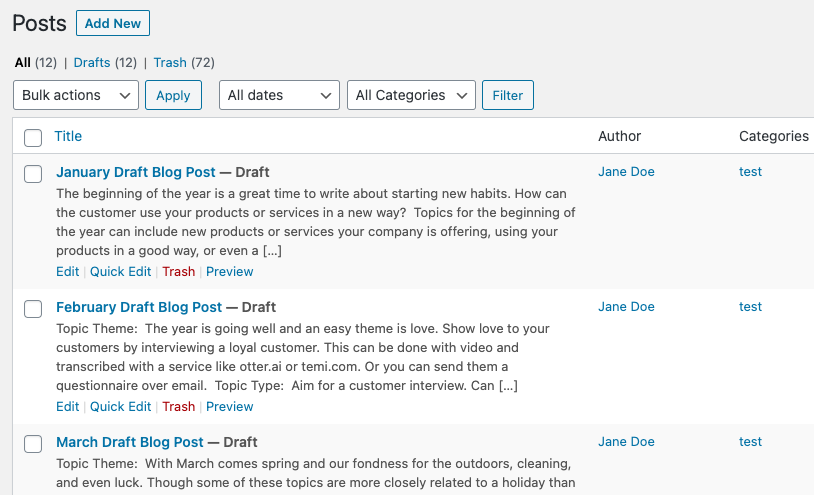 Posts Add New
All (12) | Drafts (12) | Trash (72)
Bulk actions Apply All dates All Categories Filter
Title Author Categories
January Draft Blog Post — Draft Jane Doe test
The beginning of the year is a great time to write about starting new habits. How can
the customer use your products or services in a new way?  Topics for the beginning of
the year can include new products or services your company is offering, using your
products in a good way, or even a […]
Edit | Quick Edit | Trash | Preview
February Draft Blog Post — Draft Jane Doe test
Topic Theme:  The year is going well and an easy theme is love. Show love to your
customers by interviewing a loyal customer. This can be done with video and
transcribed with a service like otter.ai or temi.com. Or you can send them a
questionnaire over email.  Topic Type:  Aim for a customer interview. Can […]
Edit | Quick Edit | Trash | Preview
March Draft Blog Post — Draft Jane Doe test
Topic Theme:  With March comes spring and our fondness for the outdoors, cleaning,
and even luck. Though some of these topics are more closely related to a holiday than